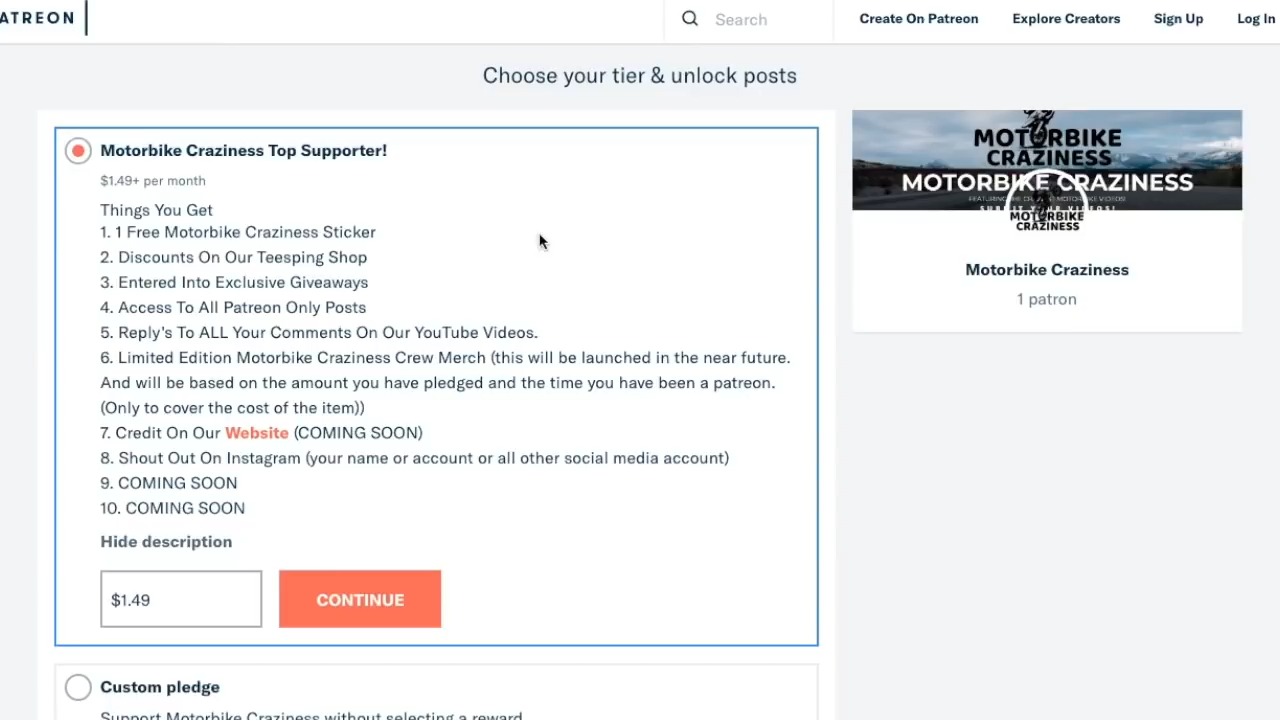 ATREON
Search
Create On Patreon
Explore Creators
Sign Up
Log In
Choose your tier & unlock posts
Motorbike Craziness Top Supporter!
$1.49+ per month
Things You Get
1. 1 Free Motorbike Craziness Sticker
2. Discounts On Our Teesping Shop
3. Entered Into Exclusive Giveaways
4. Access To All Patreon Only Posts
5. Reply's To ALL Your Comments On Our YouTube Videos.
6. Limited Edition Motorbike Craziness Crew Merch (this will be launched in the near future.
And will be based on the amount you have pledged and the time you have been a patreon.
(Only to cover the cost of the item))
7. Credit On Our Website (COMING SOON)
8. Shout Out On Instagram (your name or account or all other social media account)
9. COMING SOON
10. COMING SOON
Hide description
$1.49
CONTINUE
Custom pledge
Support Motorbike Craziness without selecting a reward
MOTORBIKE
CRAZINESS
MOTORBIKE CRAZINESS
MOTORBIKE
CRAZINESS
Motorbike Craziness
1 patron